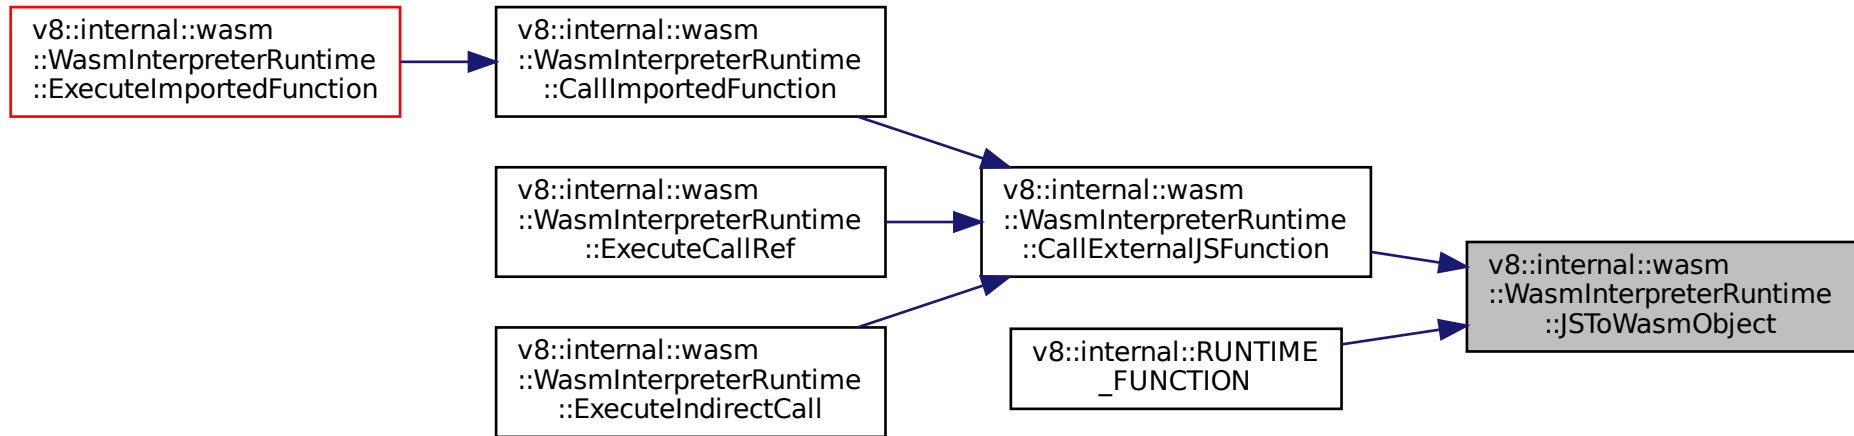 v8::internal::wasm
::WasmInterpreterRuntime
::ExecuteImportedFunction
v8::internal::wasm
::WasmInterpreterRuntime
::CallImportedFunction
v8::internal::wasm
::WasmInterpreterRuntime
::ExecuteCallRef
v8::internal::wasm
::WasmInterpreterRuntime
::ExecuteIndirectCall
v8::internal::wasm
::WasmInterpreterRuntime
::CallExternalJSFunction
v8::internal::RUNTIME
_FUNCTION
v8::internal::wasm
::WasmInterpreterRuntime
::JSToWasmObject